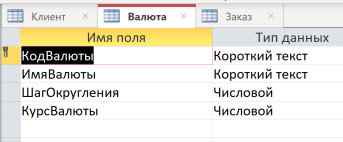 Клиент × Валюта × Заказ ×
Имя поля Тип данных
КодВалюты Короткий текст
ИмяВалюты Короткий текст
ШагОкругления Числовой
КурсВалюты Числовой